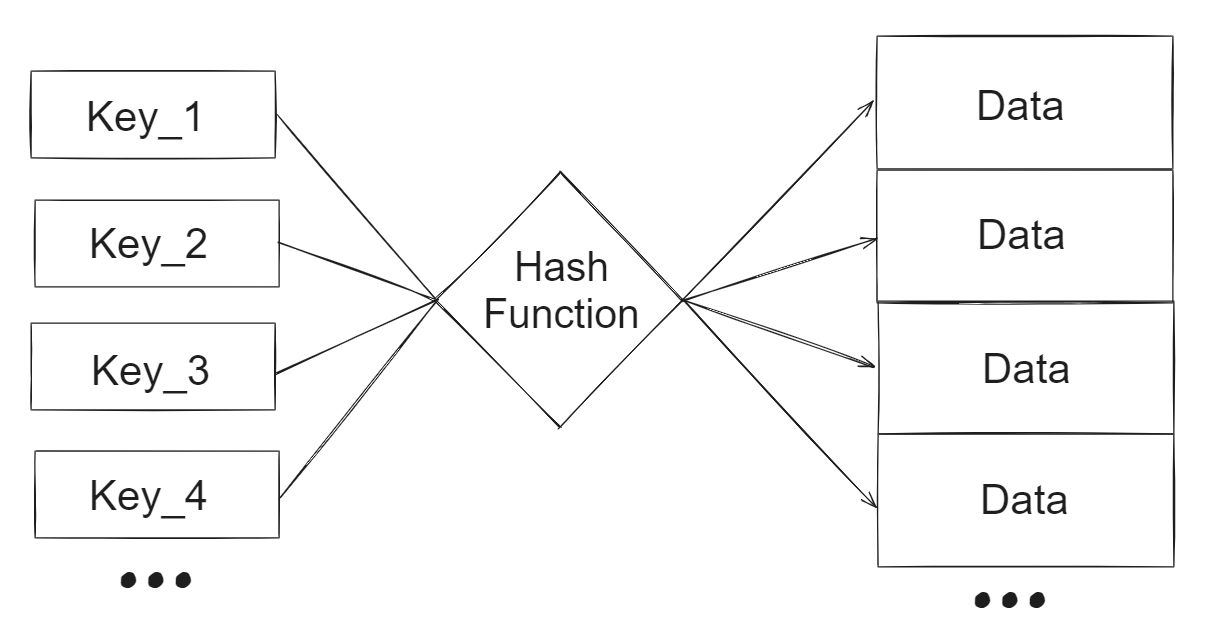 Key_1
Key_2
Key_3
Key_4
Hash
Function
Data
Data
Data
Data